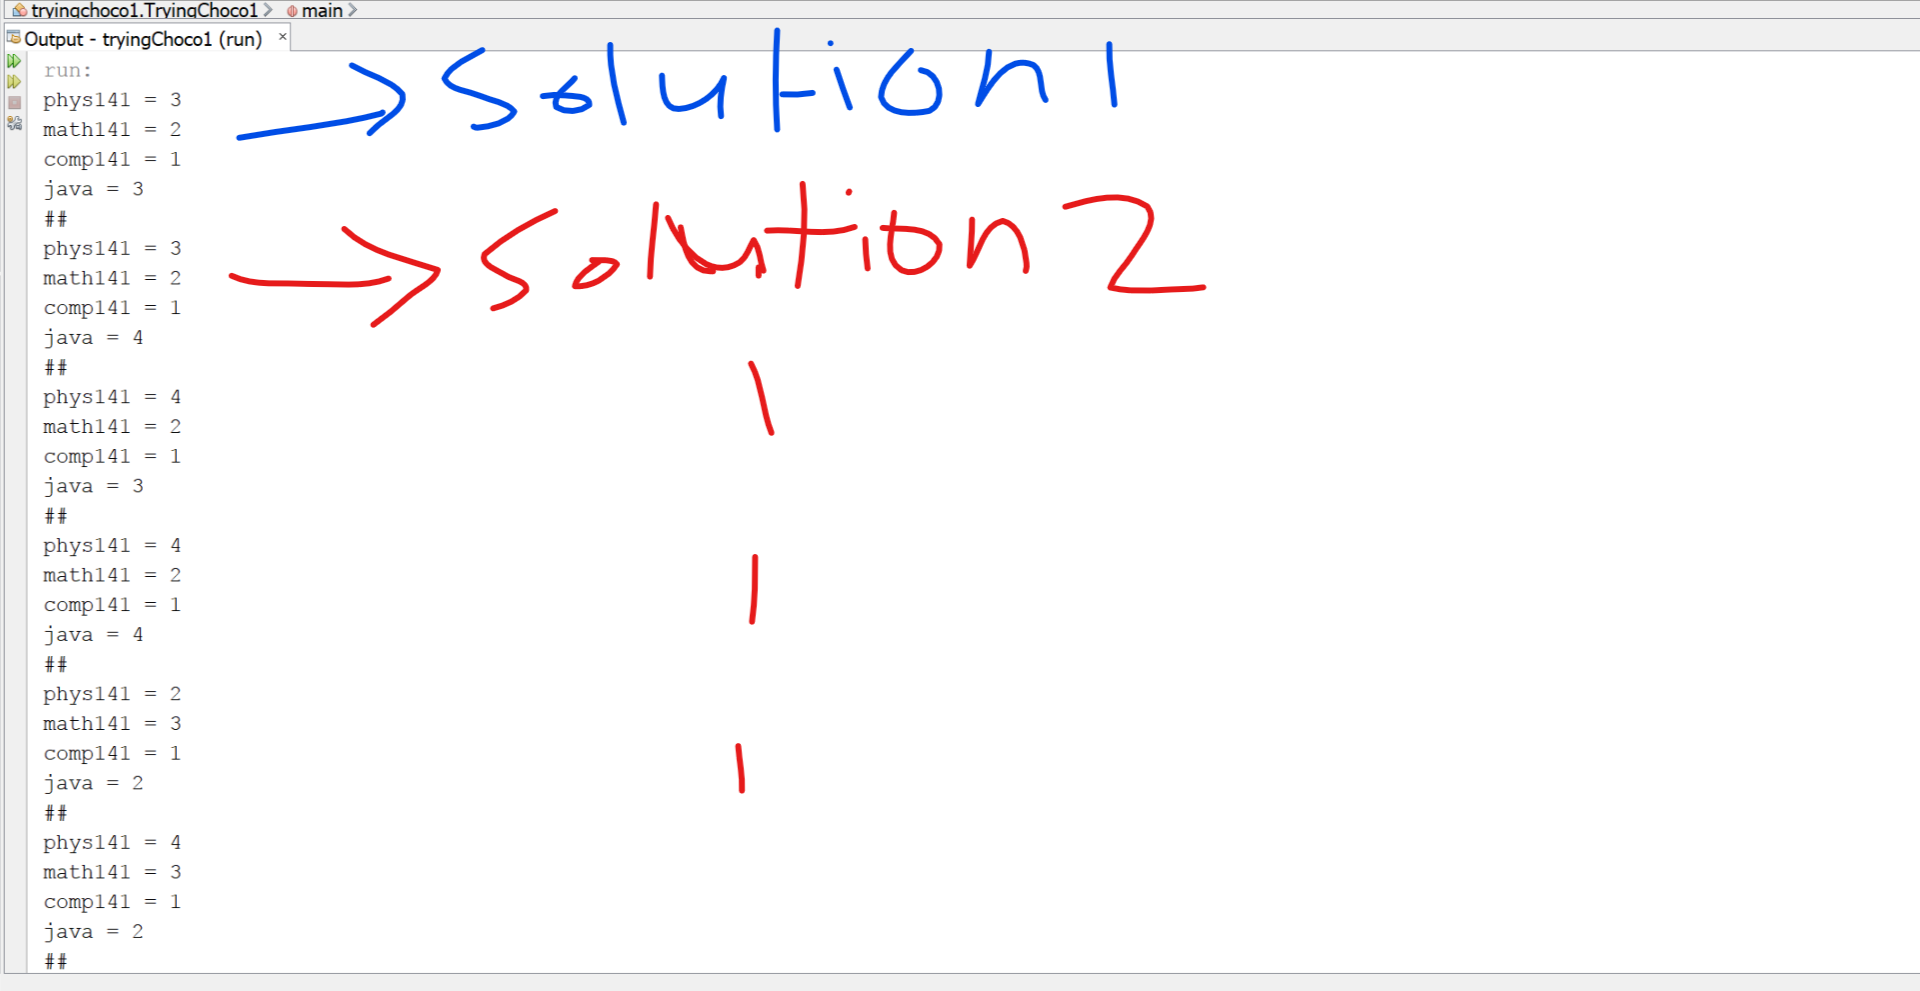 tryingchoco1.TryingChoco1 > main >
Output - tryingChoco1 (run) ×
run:
phys141 = 3
Solution 1
math141 = 2
comp141 = 1
java = 3
##
phys141 = 3
Solution 2
math141 = 2
comp141 = 1
java = 4
##
phys141 = 4
math141 = 2
comp141 = 1
java = 3
##
phys141 = 4
math141 = 2
comp141 = 1
java = 4
##
phys141 = 2
math141 = 3
comp141 = 1
java = 2
##
phys141 = 4
math141 = 3
comp141 = 1
java = 2
##